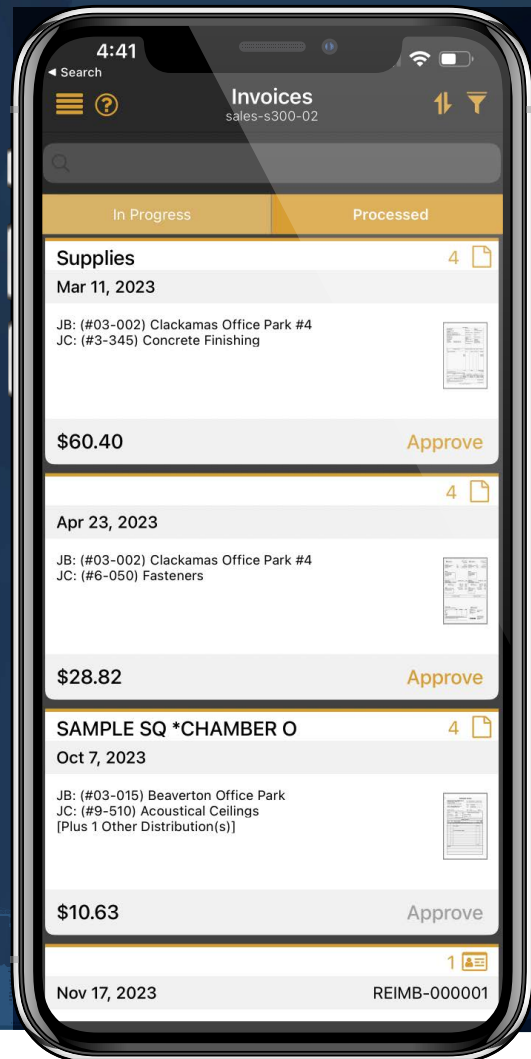 4:41
◀ Search
Invoices
sales-s300-02
In Progress
Processed
Supplies
4
Mar 11, 2023
JB: (#03-002) Clackamas Office Park #4
JC: (#3-345) Concrete Finishing
$60.40
Approve
4
Apr 23, 2023
JB: (#03-002) Clackamas Office Park #4
JC: (#6-050) Fasteners
$28.82
Approve
SAMPLE SQ *CHAMBER O
4
Oct 7, 2023
JB: (#03-015) Beaverton Office Park
JC: (#9-510) Acoustical Ceilings
[Plus 1 Other Distribution(s)]
$10.63
Approve
1
Nov 17, 2023
REIMB-000001